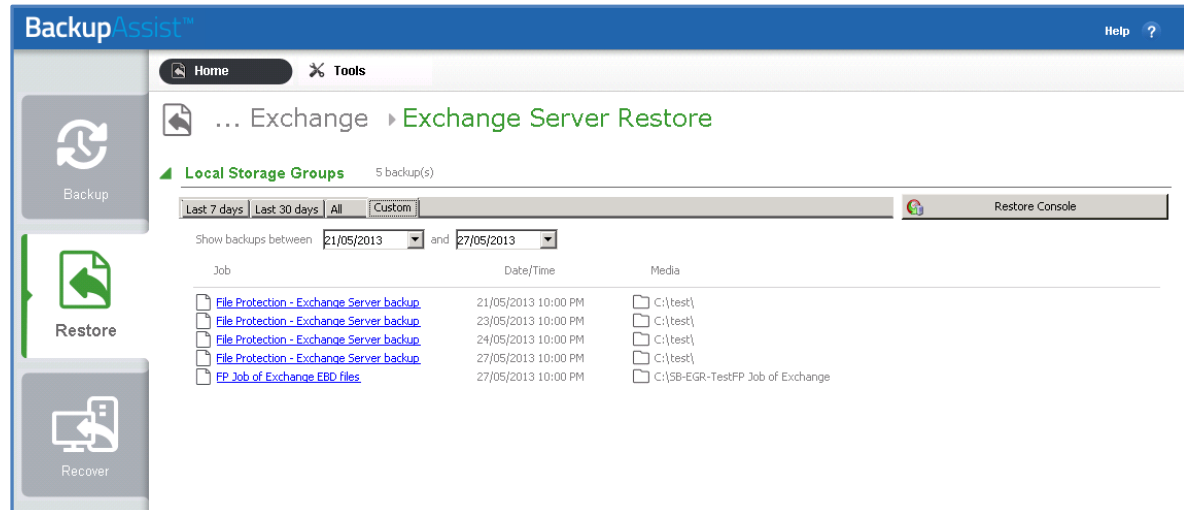 BackupAssist™
Help ?
Home Tools
... Exchange Exchange Server Restore
Local Storage Groups 5 backup(s)
Last 7 days Last 30 days All Custom Restore Console
Show backups between 21/05/2013 and 27/05/2013
Job Date/Time Media
File Protection - Exchange Server backup 21/05/2013 10:00 PM C:\test\
File Protection - Exchange Server backup 23/05/2013 10:00 PM C:\test\
File Protection - Exchange Server backup 24/05/2013 10:00 PM C:\test\
File Protection - Exchange Server backup 27/05/2013 10:00 PM C:\test\
FP Job of Exchange EBD files 27/05/2013 10:00 PM C:\SB-EGR-TestFP Job of Exchange
Backup
Restore
Recover